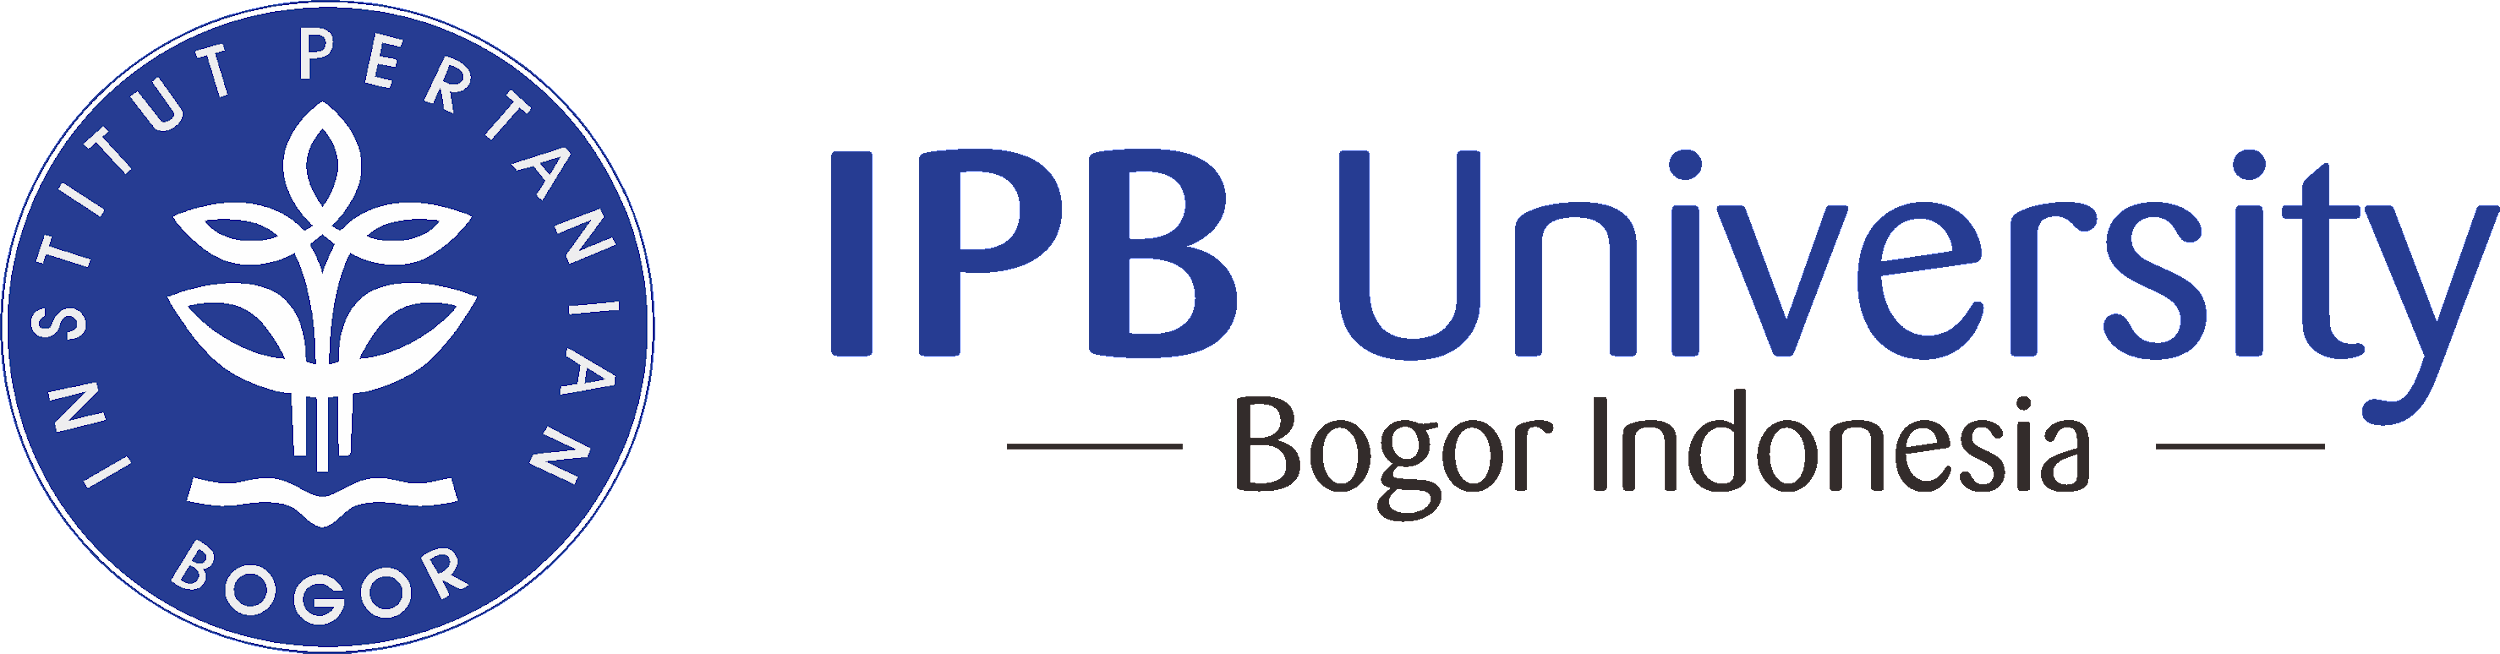 INSTITUT PERTANIAN
BOGOR
IPB University
Bogor Indonesia